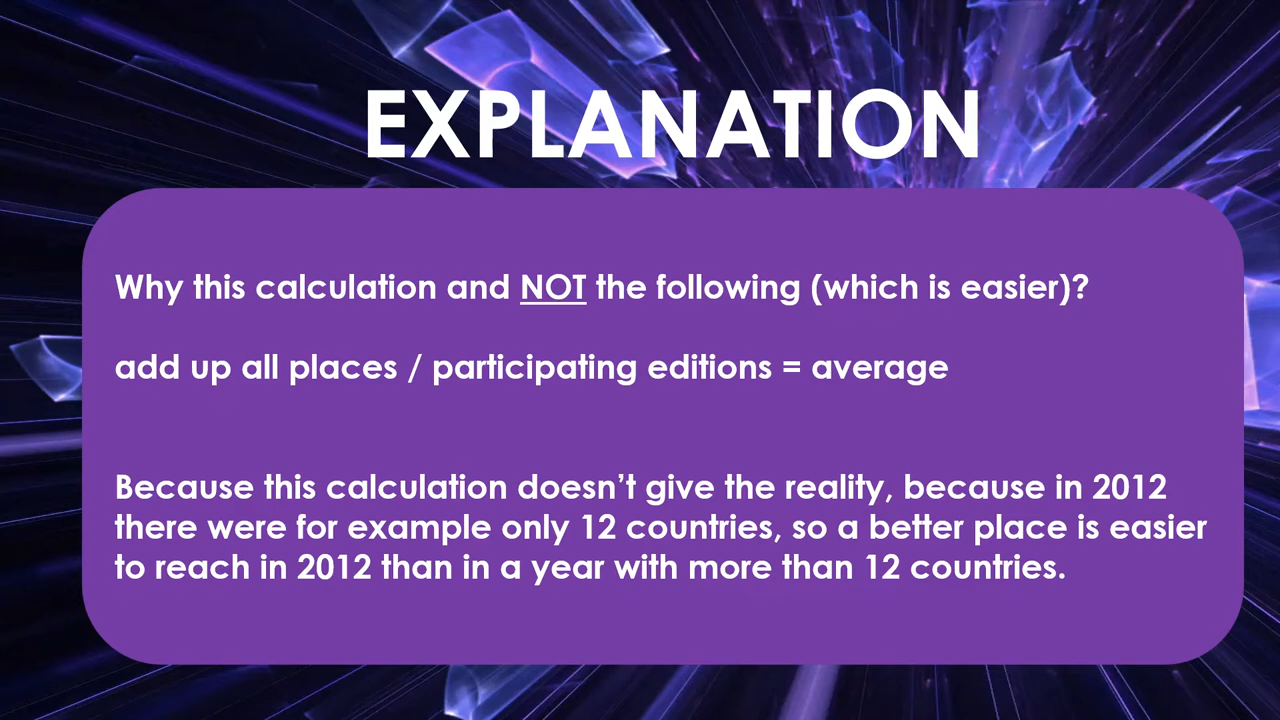 EXPLANATION
Why this calculation and NOT the following (which is easier)?
add up all places / participating editions = average
Because this calculation doesn’t give the reality, because in 2012
there were for example only 12 countries, so a better place is easier
to reach in 2012 than in a year with more than 12 countries.